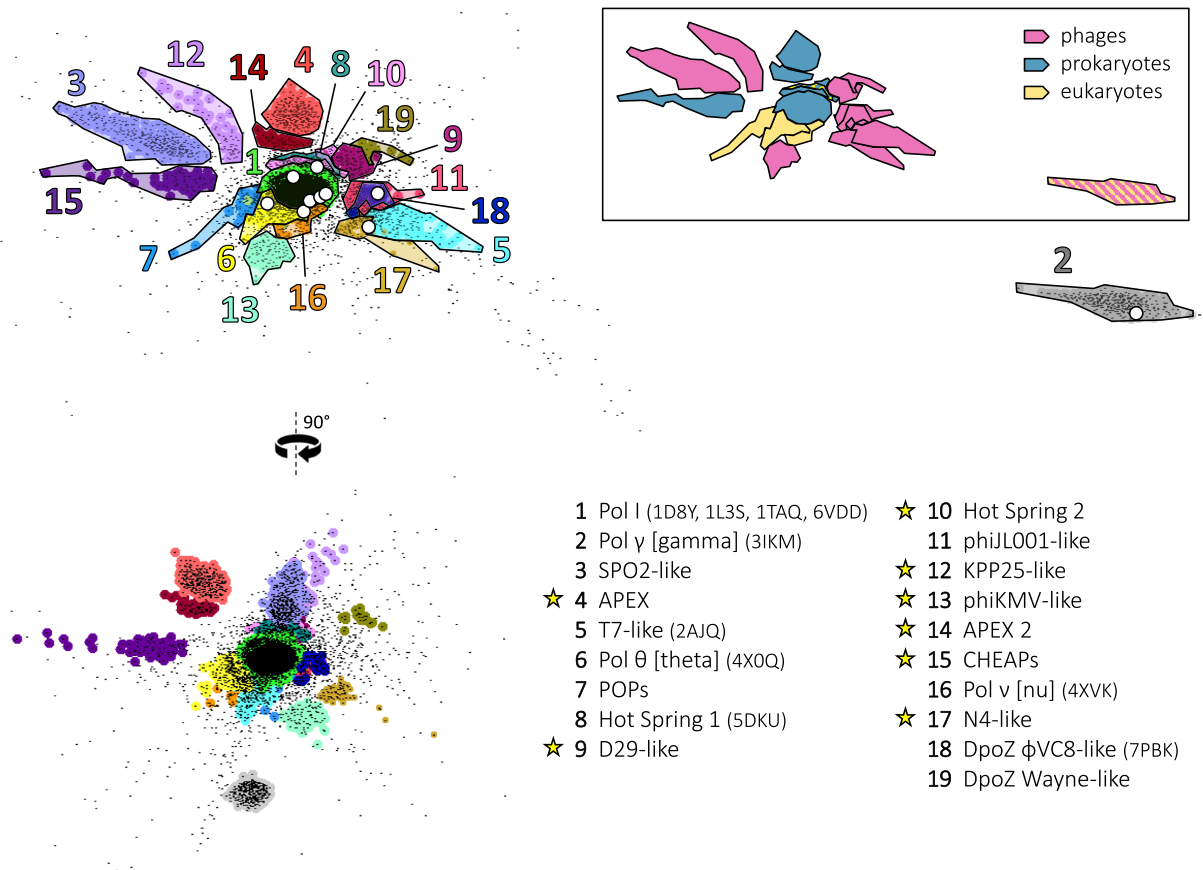 phages
prokaryotes
eukaryotes
12
3
14
4
8
10
19
9
1
11
15
18
7
6
5
17
13
16
2
90°
1 Pol I (1D8Y, 1L3S, 1TAQ, 6VDD)
2 Pol γ [gamma] (3IKM)
3 SPO2-like
4 APEX
5 T7-like (2AJQ)
6 Pol θ [theta] (4X0Q)
7 POPs
8 Hot Spring 1 (5DKU)
9 D29-like
10 Hot Spring 2
11 phiJL001-like
12 KPP25-like
13 phiKMV-like
14 APEX 2
15 CHEAPs
16 Pol ν [nu] (4XVK)
17 N4-like
18 DpoZ ϕVC8-like (7PBK)
19 DpoZ Wayne-like